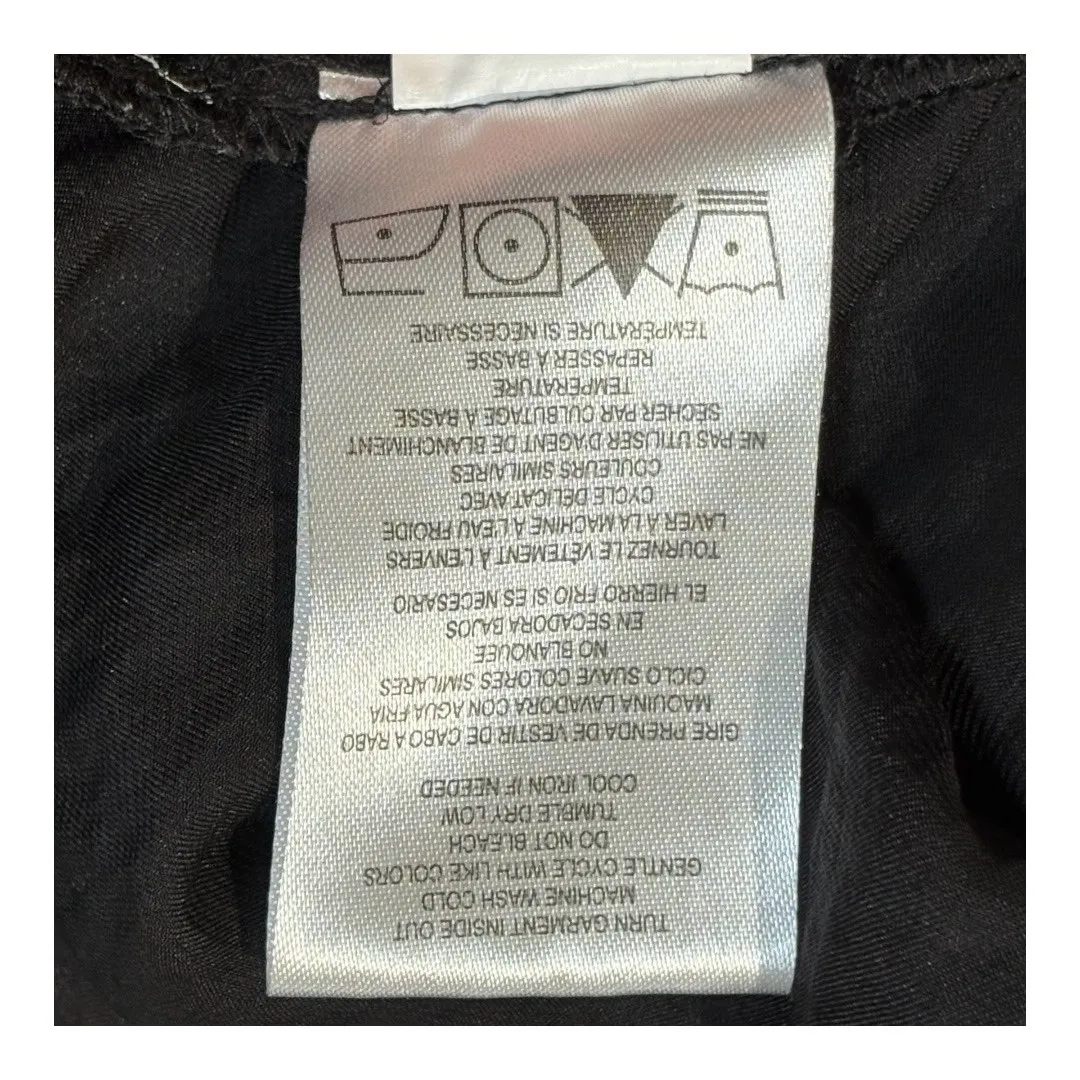 TURN GARMENT INSIDE OUT
MACHINE WASH COLD
GENTLE CYCLE WITH LIKE COLORS
DO NOT BLEACH
TUMBLE DRY LOW
COOL IRON IF NEEDED
GIRE PRENDA DE VESTIR DE CABO A RABO
MAQUINA LAVADORA CON AGUA FRIA
CICLO SUAVE COLORES SIMILARES
NO BLANQUEE
EN SECADORA BAJOS
EL HIERRO FRIO SI ES NECESARIO
TOURNEZ LE VÊTEMENT À L'ENVERS
LAVER À LA MACHINE À L'EAU FROIDE
CYCLE DELICAT AVEC
COULEURS SIMILAIRES
NE PAS UTILISER D'AGENT DE BLANCHIMENT
SECHER PAR CULBUTAGE À BASSE
TEMPÉRATURE
REPASSER À BASSE
TEMPÉRATURE SI NÉCESSAIRE